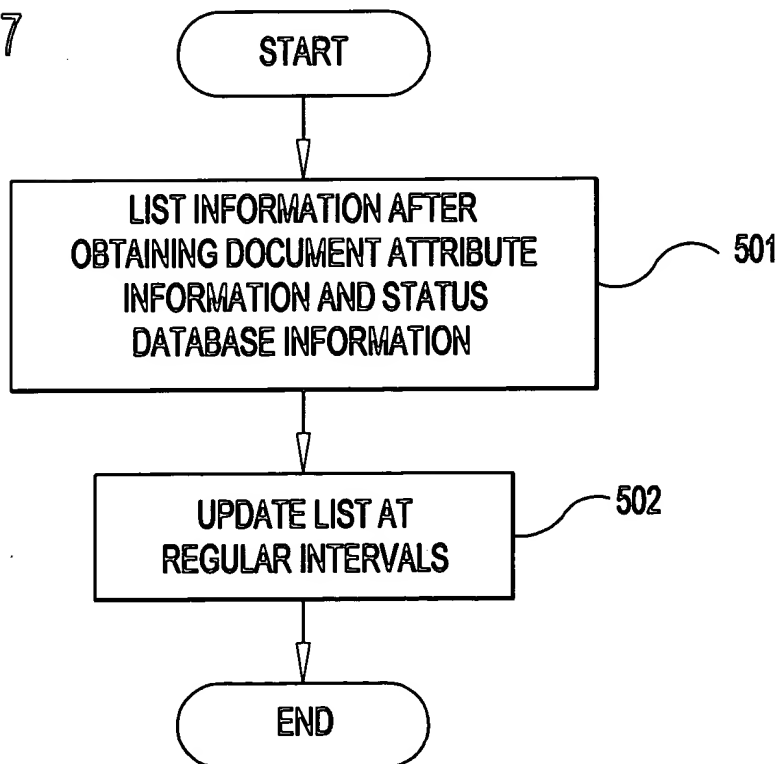 7
START
LIST INFORMATION AFTER
OBTAINING DOCUMENT ATTRIBUTE
INFORMATION AND STATUS
DATABASE INFORMATION
501
UPDATE LIST AT
REGULAR INTERVALS
502
END